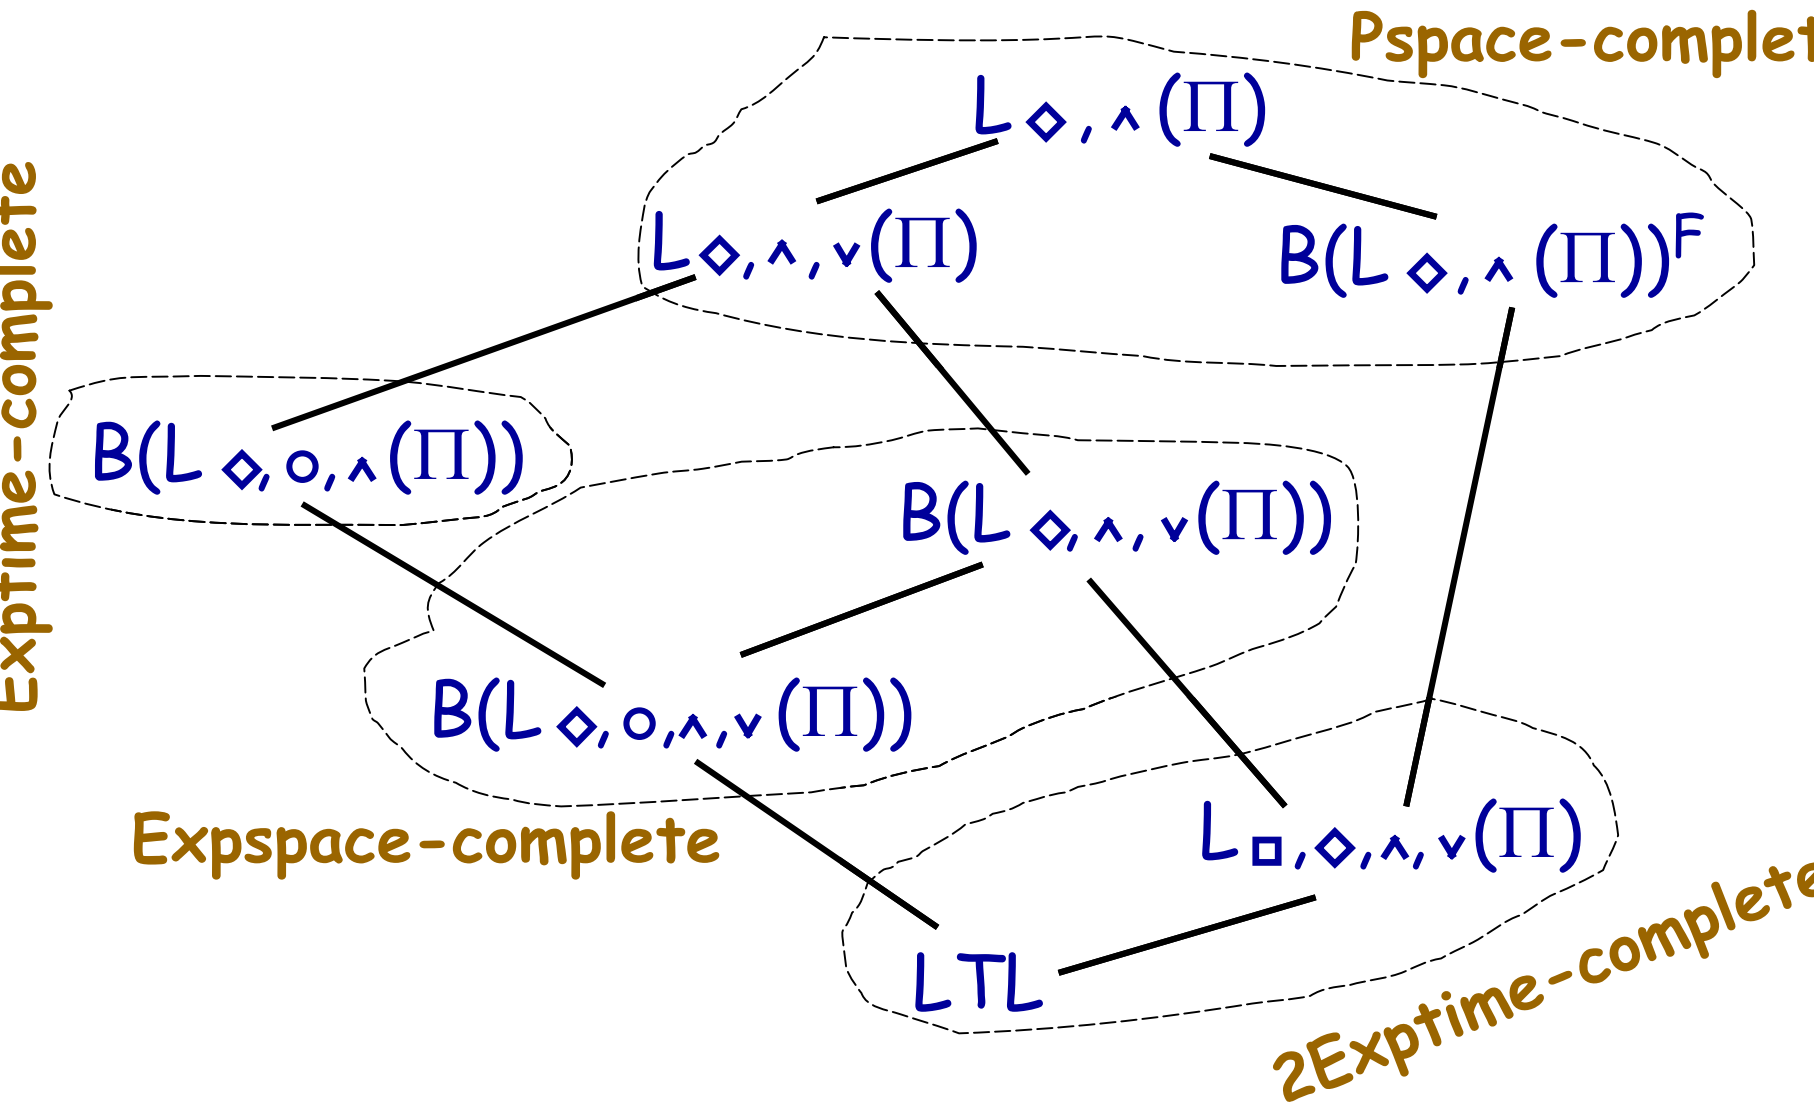 Pspace-complet
L ◇, ∧ (Π)
L ◇, ∧, ∨ (Π)
B(L ◇, ∧ (Π))F
Exptime-complete
B(L ◇, ○, ∧ (Π))
B(L ◇, ∧, ∨ (Π))
B(L ◇, ○, ∧, ∨ (Π))
Expspace-complete
L □, ◇, ∧, ∨ (Π)
LTL
2Exptime-complete